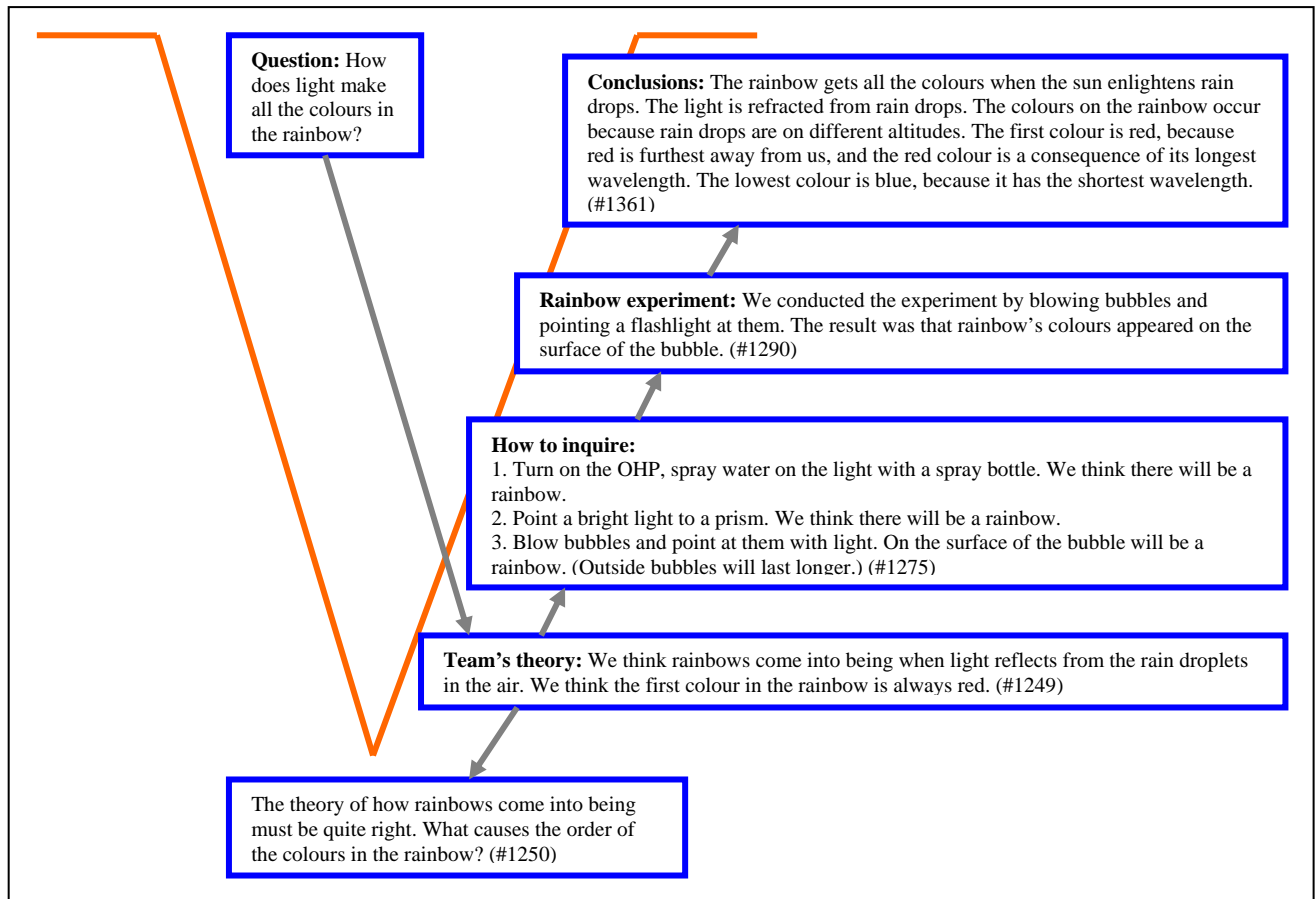 Question: How
does light make
all the colours in
the rainbow?
Conclusions: The rainbow gets all the colours when the sun enlightens rain
drops. The light is refracted from rain drops. The colours on the rainbow occur
because rain drops are on different altitudes. The first colour is red, because
red is furthest away from us, and the red colour is a consequence of its longest
wavelength. The lowest colour is blue, because it has the shortest wavelength.
(#1361)
Rainbow experiment: We conducted the experiment by blowing bubbles and
pointing a flashlight at them. The result was that rainbow's colours appeared on the
surface of the bubble. (#1290)
How to inquire:
1. Turn on the OHP, spray water on the light with a spray bottle. We think there will be a
rainbow.
2. Point a bright light to a prism. We think there will be a rainbow.
3. Blow bubbles and point at them with light. On the surface of the bubble will be a
rainbow. (Outside bubbles will last longer.) (#1275)
Team's theory: We think rainbows come into being when light reflects from the rain droplets
in the air. We think the first colour in the rainbow is always red. (#1249)
The theory of how rainbows come into being
must be quite right. What causes the order of
the colours in the rainbow? (#1250)